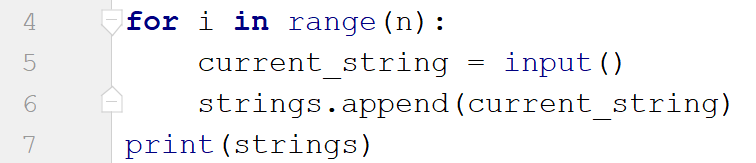 4 for i in range(n):
5     current_string = input()
6     strings.append(current_string)
7 print(strings)